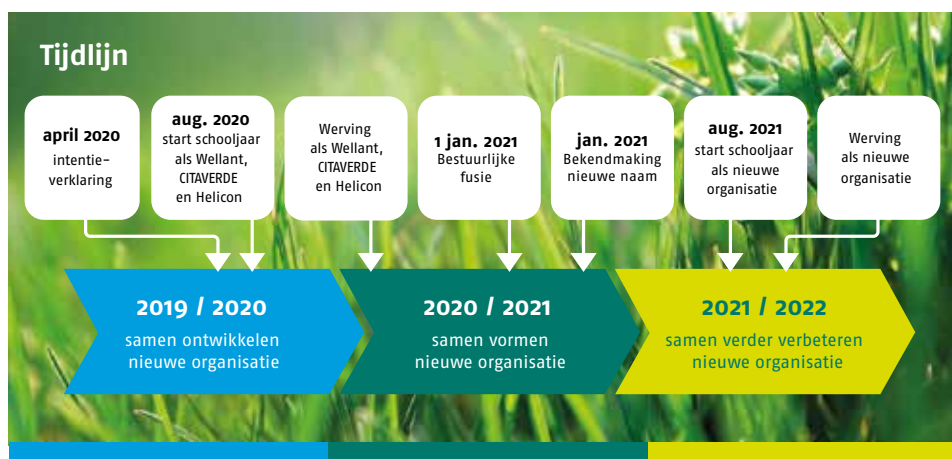 Tijdlijn
april 2020
intentie-
verklaring
aug. 2020
start schooljaar
als Wellant,
CITAVERDE
en Helicon
Werving
als Wellant,
CITAVERDE
en Helicon
1 jan. 2021
Bestuurlijke
fusie
jan. 2021
Bekendmaking
nieuwe naam
aug. 2021
start schooljaar
als nieuwe
organisatie
Werving
als nieuwe
organisatie
2019 / 2020
samen ontwikkelen
nieuwe organisatie
2020 / 2021
samen vormen
nieuwe organisatie
2021 / 2022
samen verder verbeteren
nieuwe organisatie